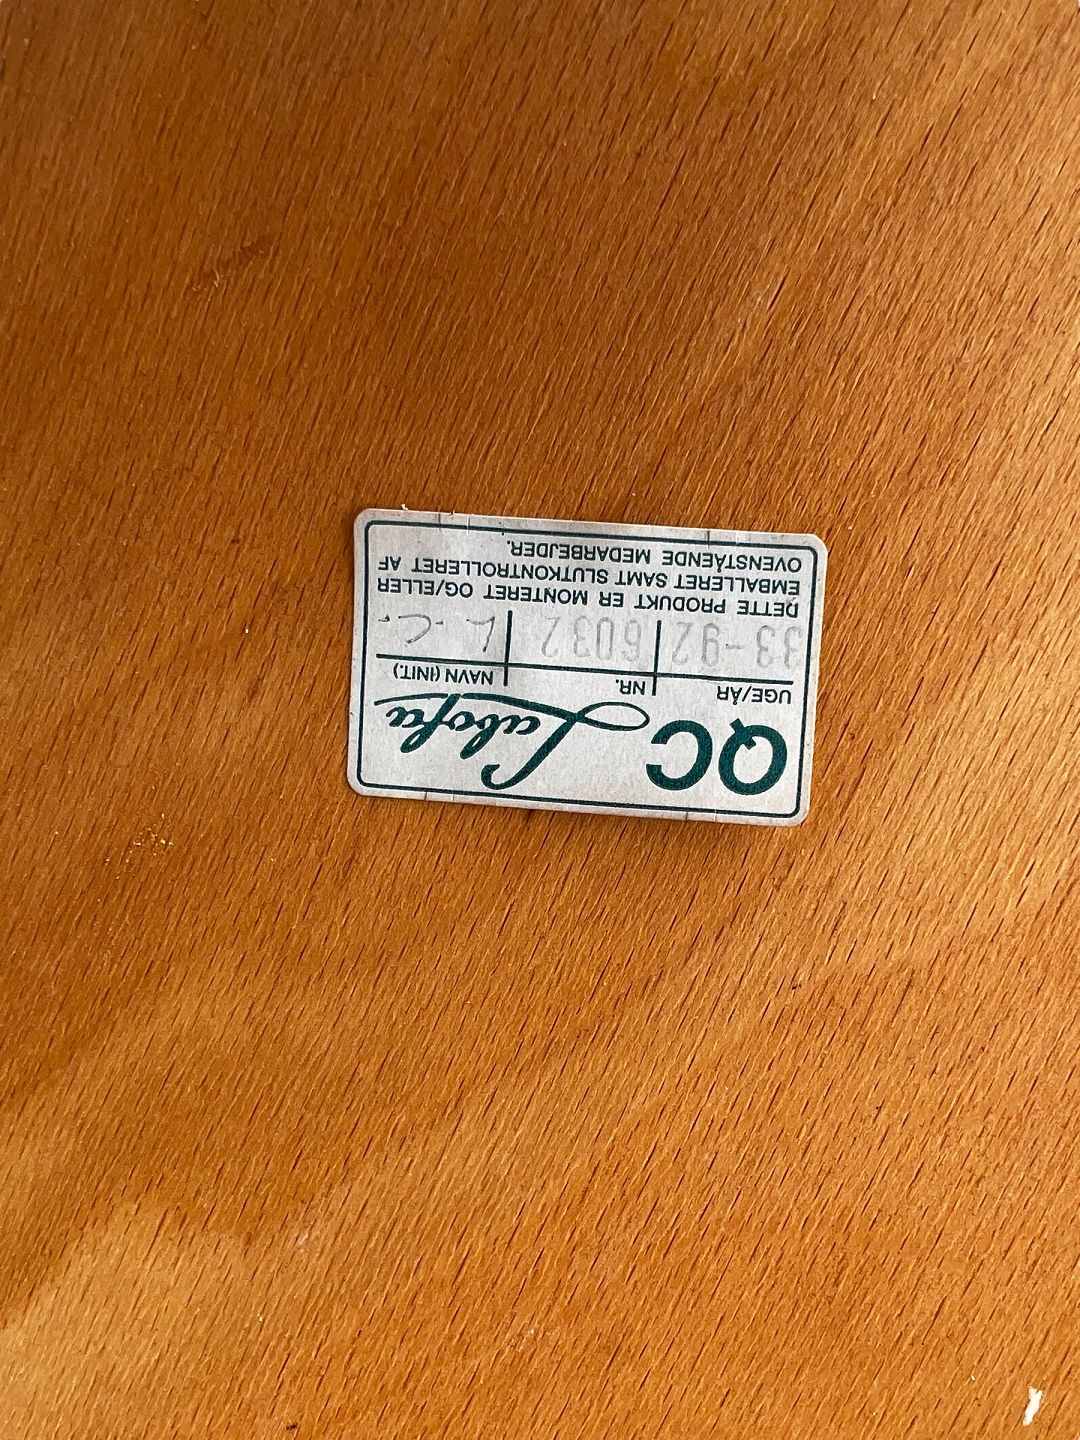 QC Labofa
UGE/ÅR NR. NAVN (INIT.)
33-92 6032 L.C.
DETTE PRODUKT ER MONTERET OG/ELLER
EMBALLERET SAMT SLUTKONTROLLERET AF
OVENSTÅENDE MEDARBEJDER.